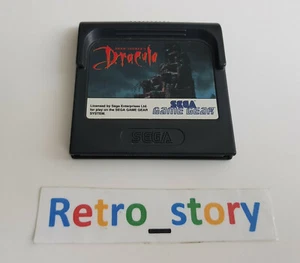 Dracula
Licensed by Sega Enterprises Ltd
for play on the SEGA GAME GEAR
SYSTEM.
SEGA
GAME GEAR
SEGA
Retro_story